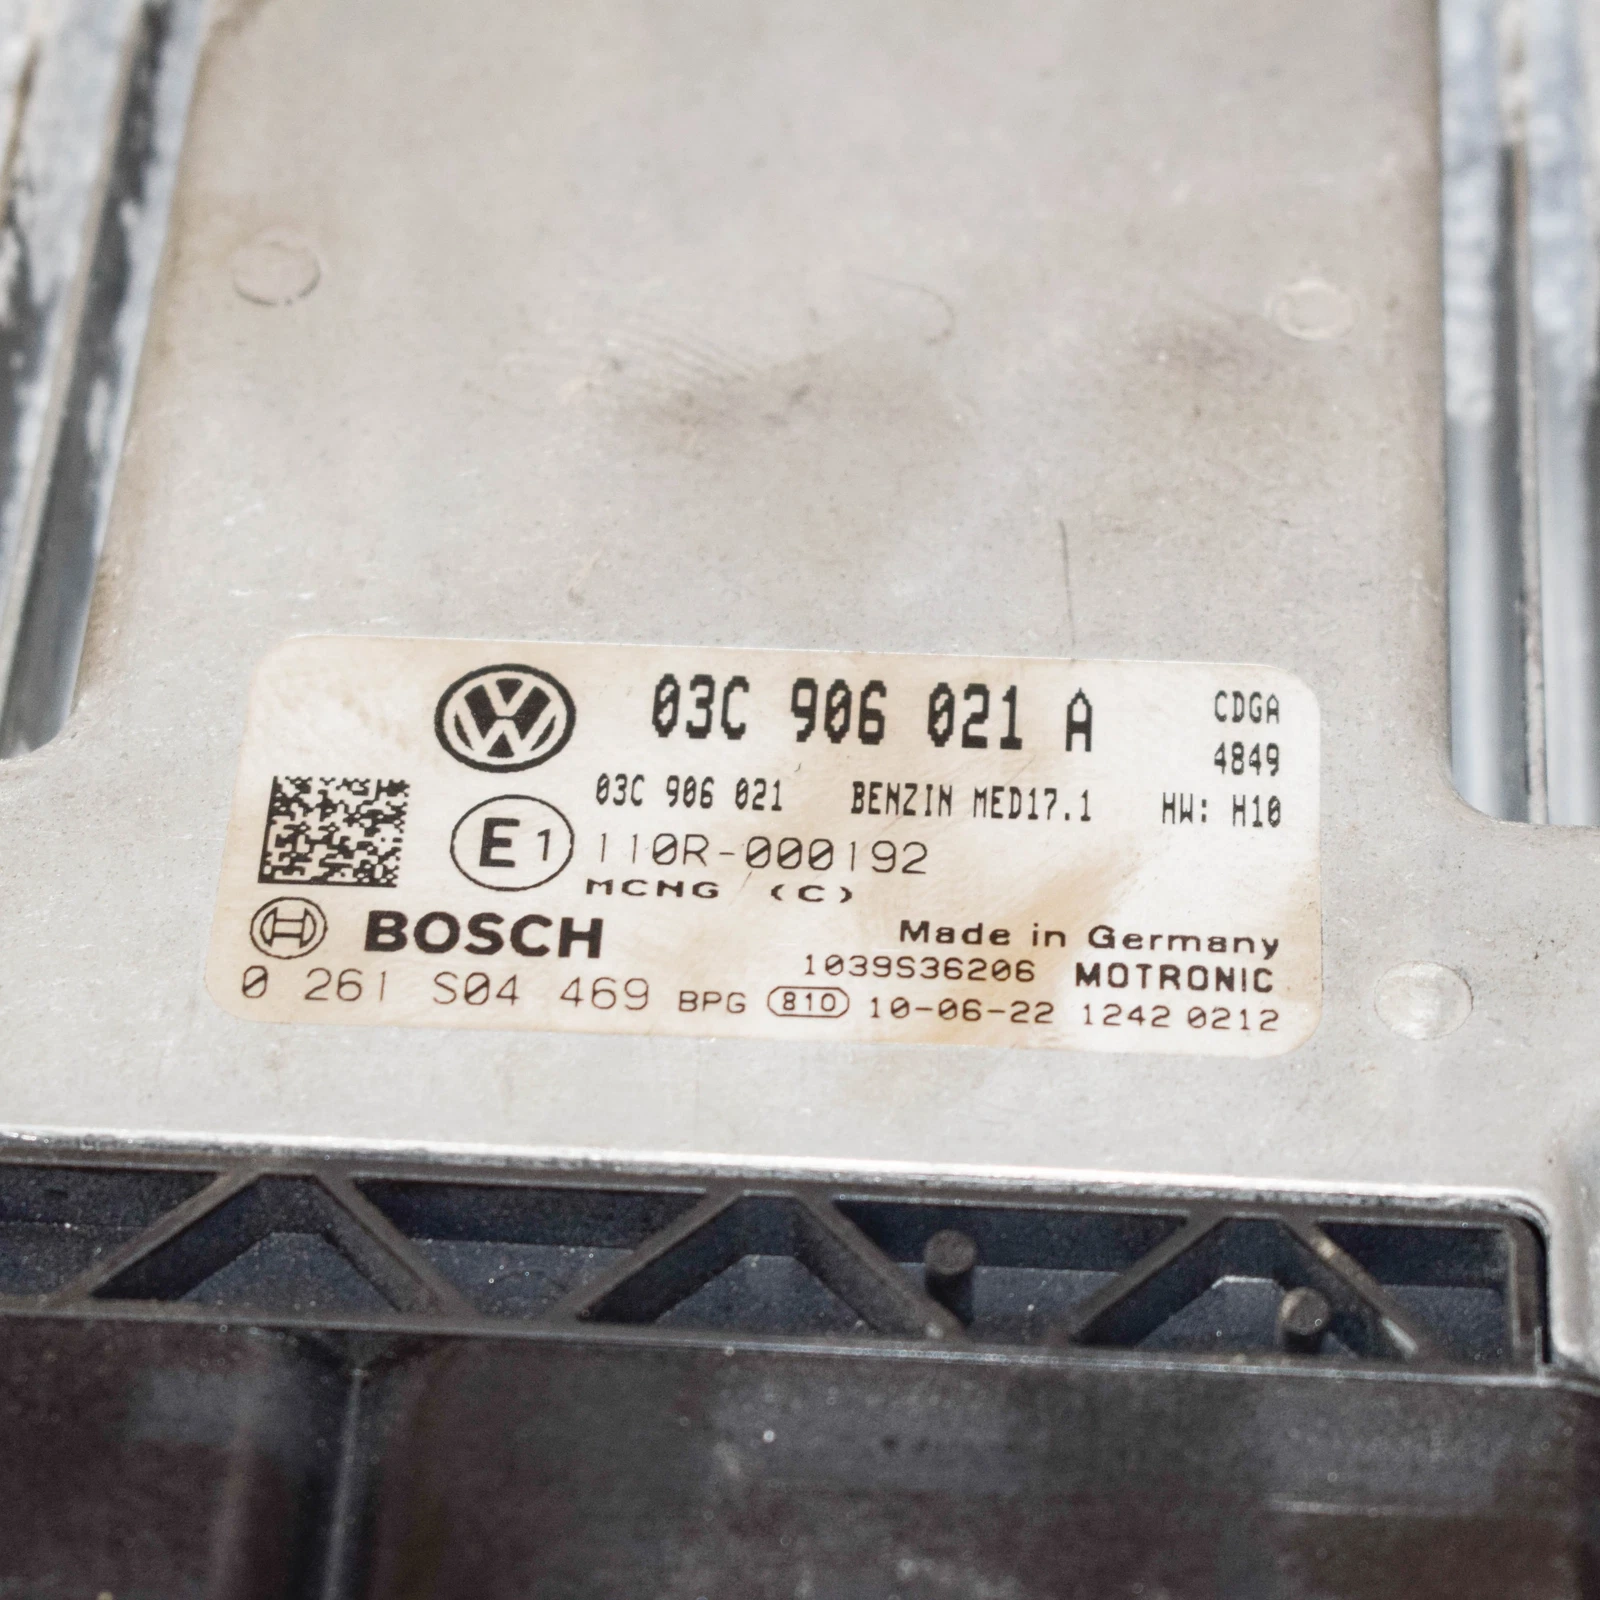 03C 906 021 A CDGA
4849
03C 906 021 BENZIN MED17.1 HW: H10
E1 110R-000192
MCNG (C)
BOSCH Made in Germany
1039S36206 MOTRONIC
0 261 S04 469 BPG 810 10-06-22 1242 0212